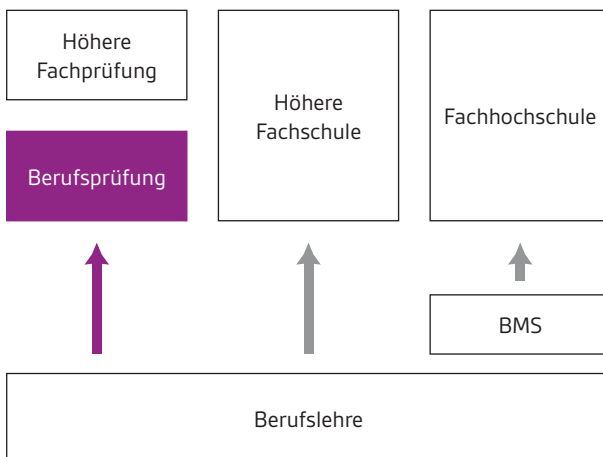 Höhere
Fachprüfung
Berufsprüfung
Höhere
Fachschule
Fachhochschule
BMS
Berufslehre